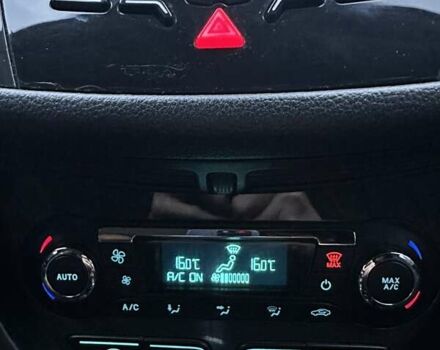 16.0°C 16.0°C
A/C ON
AUTO
MAX
MAX
A/C
A/C